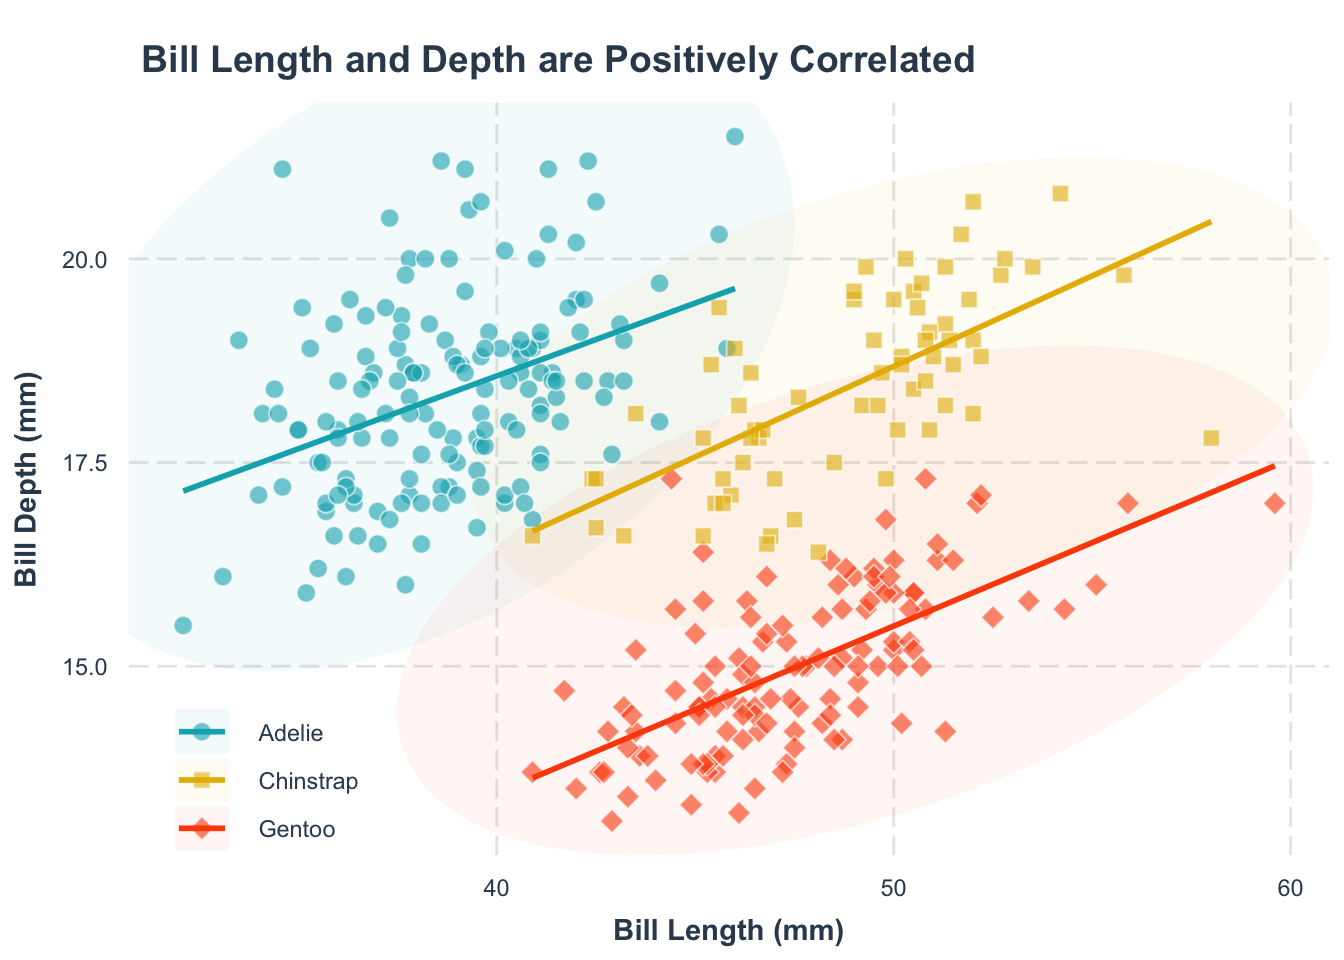 Bill Length and Depth are Positively Correlated
Bill Depth (mm)
20.0
17.5
15.0
Adelie
Chinstrap
Gentoo
40 50 60
Bill Length (mm)